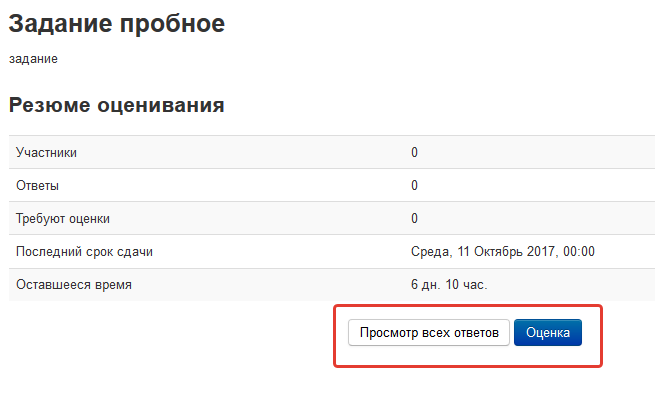 Задание пробное
задание
Резюме оценивания
Участники 0
Ответы 0
Требуют оценки 0
Последний срок сдачи Среда, 11 Октябрь 2017, 00:00
Оставшееся время 6 дн. 10 час.
Просмотр всех ответов Оценка